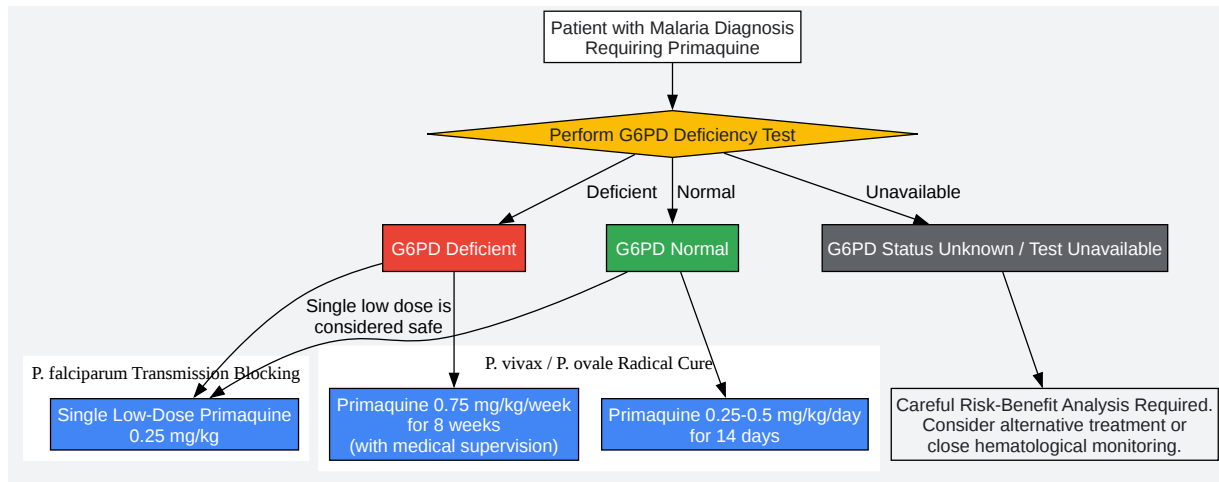 Patient with Malaria Diagnosis
Requiring Primaquine
Perform G6PD Deficiency Test
Deficient
Normal
Unavailable
G6PD Deficient
G6PD Normal
G6PD Status Unknown / Test Unavailable
Single low dose is
considered safe
P. falciparum Transmission Blocking
P. vivax / P. ovale Radical Cure
Single Low-Dose Primaquine
0.25 mg/kg
Primaquine 0.75 mg/kg/week
for 8 weeks
(with medical supervision)
Primaquine 0.25-0.5 mg/kg/day
for 14 days
Careful Risk-Benefit Analysis Required.
Consider alternative treatment or
close hematological monitoring.